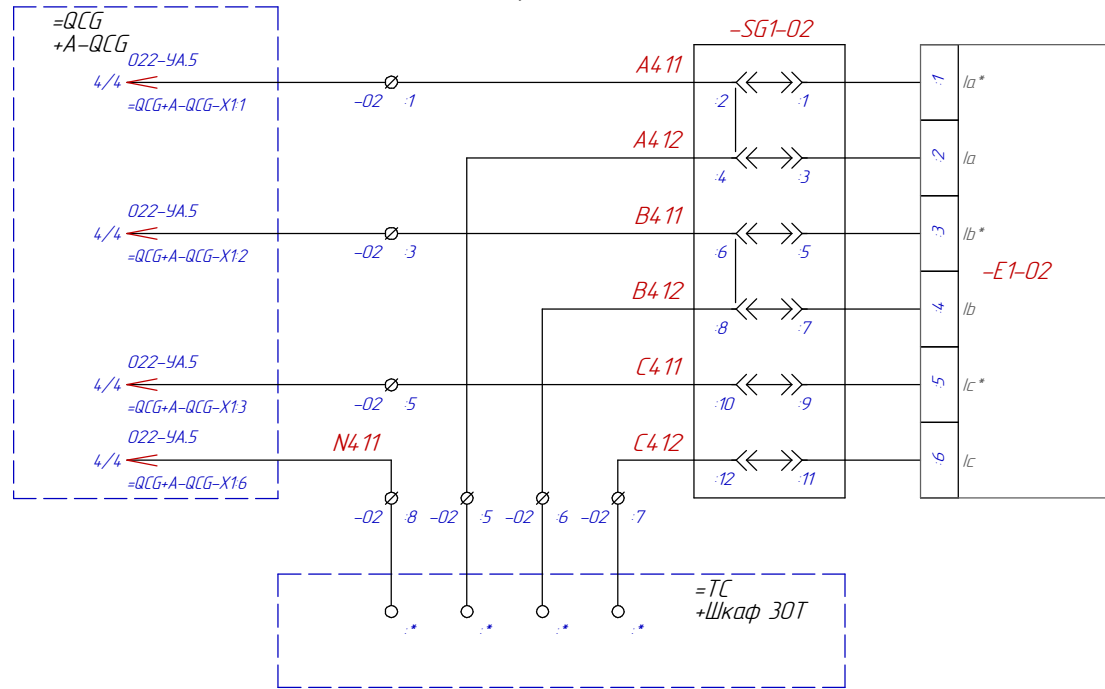 =QCG
+A-QCG
-SG1-02
022-УА.5
4/4
=QCG+A-QCG-X1:1
-02 :1
A411
:2 :1
:1 Ia*
A412
:4 :3
:2 Ia
022-УА.5
4/4
=QCG+A-QCG-X1:2
-02 :3
B411
:6 :5
:3 Ib*
-E1-02
B412
:8 :7
:4 Ib
022-УА.5
4/4
=QCG+A-QCG-X1:3
-02 :5
C411
:10 :9
:5 Ic*
022-УА.5
4/4
=QCG+A-QCG-X1:6
N411
C412
:12 :11
:6 Ic
-02 :8 -02 :5 -02 :6 -02 :7
=TC
+Шкаф ЗОТ
:* :* :* :*